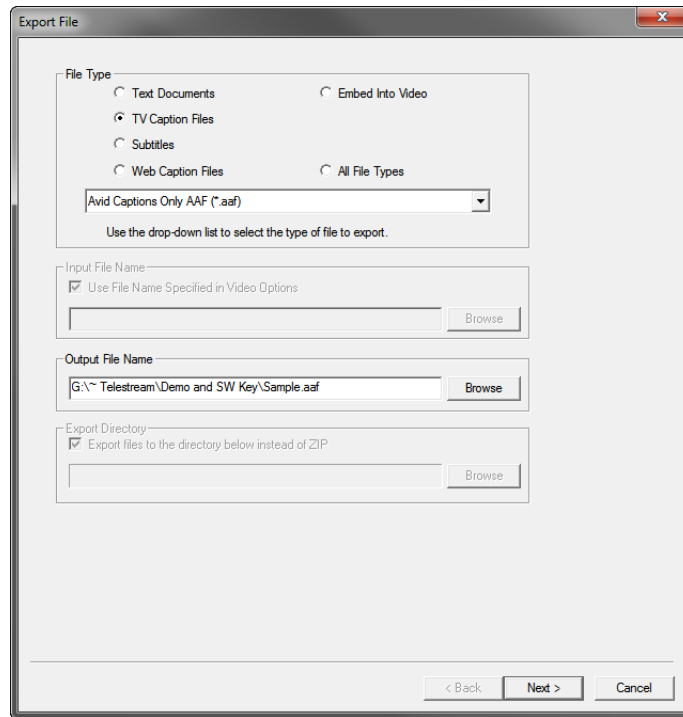 Export File
File Type
Text Documents Embed Into Video
TV Caption Files
Subtitles
Web Caption Files All File Types
Avid Captions Only AAF (*.aaf)
Use the drop-down list to select the type of file to export.
Input File Name
Use File Name Specified in Video Options
Browse
Output File Name
G:\~ Telestream\Demo and SW Key\Sample.aaf Browse
Export Directory
Export files to the directory below instead of ZIP
Browse
< Back Next > Cancel